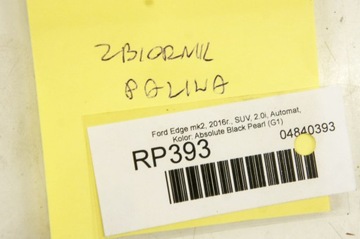 ZBIORNIK
PALIWA
Ford Edge mk2, 2016r., SUV, 2.0i, Automat,
Kolor: Absolute Black Pearl (G1)
RP393
04840393